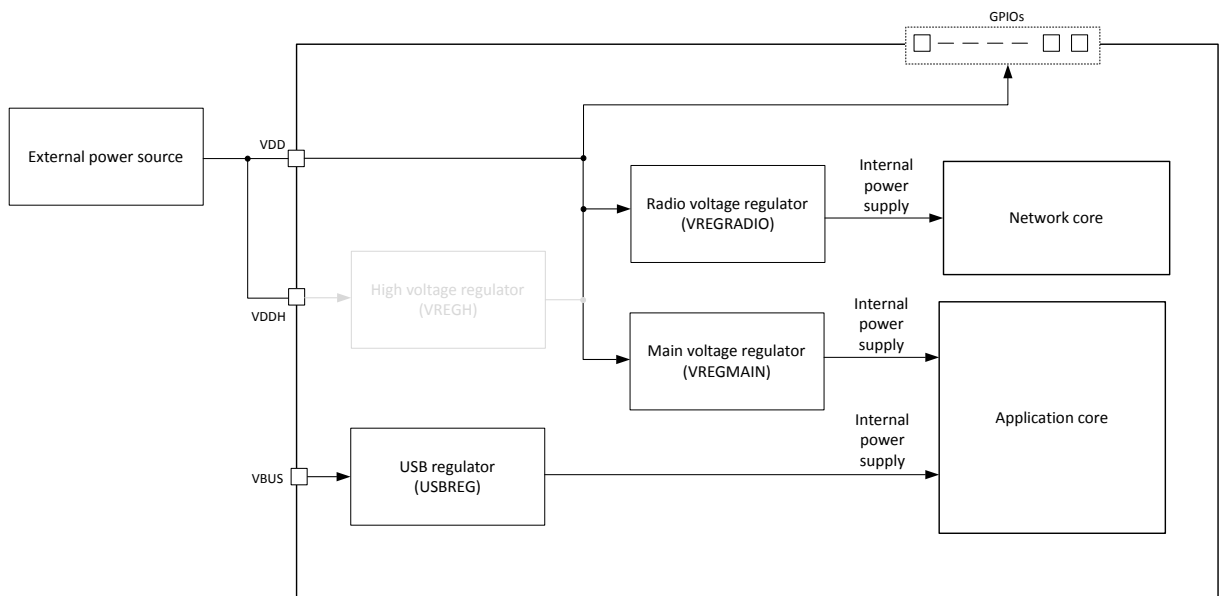 GPIOs
External power source
VDD
Radio voltage regulator
(VREGRADIO)
Internal
power
supply
Network core
High voltage regulator
(VREGH)
VDDH
Main voltage regulator
(VREGMAIN)
Internal
power
supply
Application core
VBUS
USB regulator
(USBREG)
Internal
power
supply